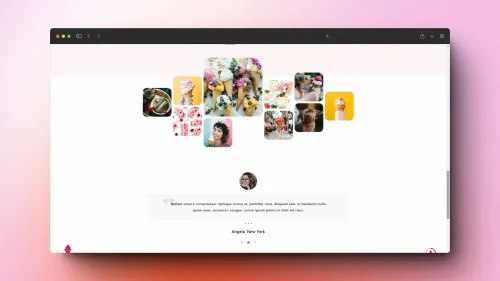 Nullam viverra consectetuer. Quisque cursus et, porttitor risus. Aliquam sem. In hendrerit nulla
quam nunc, accumsan congue. Lorem ipsum primis in nibh vel risus.
Angela, New York